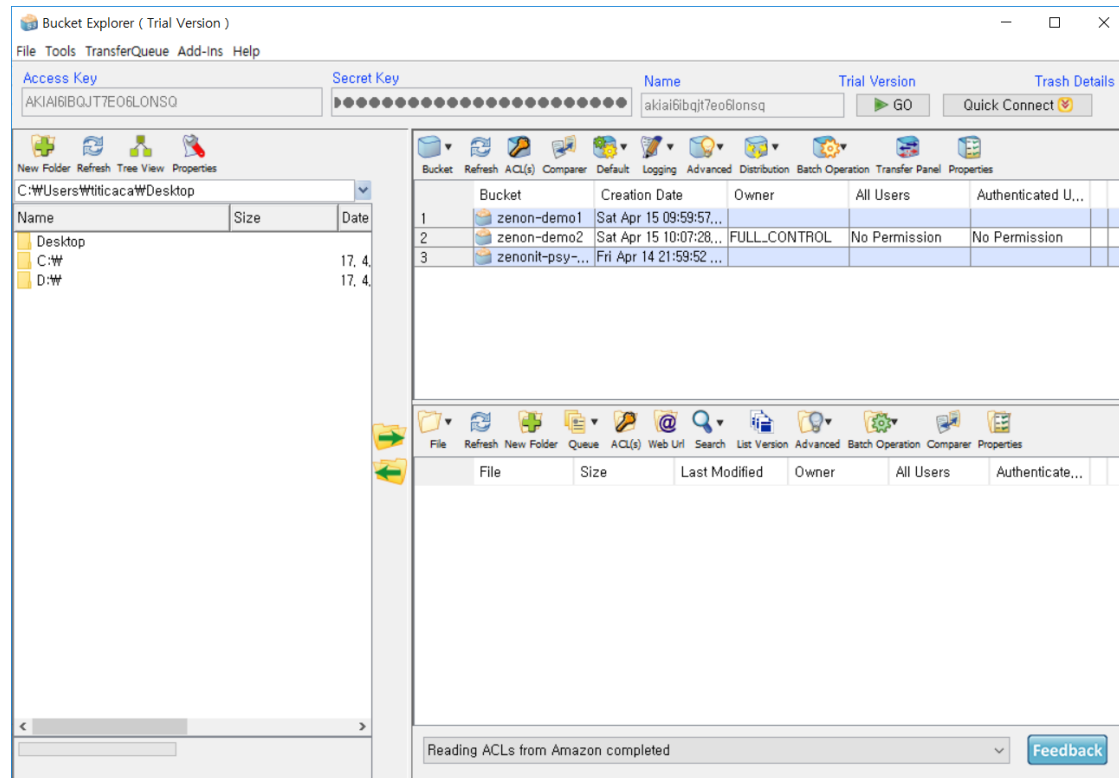 Bucket Explorer ( Trial Version )
File Tools TransferQueue Add-Ins Help
Access Key Secret Key Name Trial Version Trash Details
AKIAI6IBQJT7EO6LONSQ akiai6ibqjt7eo6lonsq GO Quick Connect
New Folder Refresh Tree View Properties
C:₩Users₩titicaca₩Desktop
Name Size Date
Desktop
C:₩ 17, 4,
D:₩ 17, 4,
Bucket Refresh ACL(s) Comparer Default Logging Advanced Distribution Batch Operation Transfer Panel Properties
Bucket Creation Date Owner All Users Authenticated U...
1 zenon-demo1 Sat Apr 15 09:59:57...
2 zenon-demo2 Sat Apr 15 10:07:28... FULL_CONTROL No Permission No Permission
3 zenonit-psy-... Fri Apr 14 21:59:52 ...
File Refresh New Folder Queue ACL(s) Web Url Search List Version Advanced Batch Operation Comparer Properties
File Size Last Modified Owner All Users Authenticate...
Reading ACLs from Amazon completed
Feedback